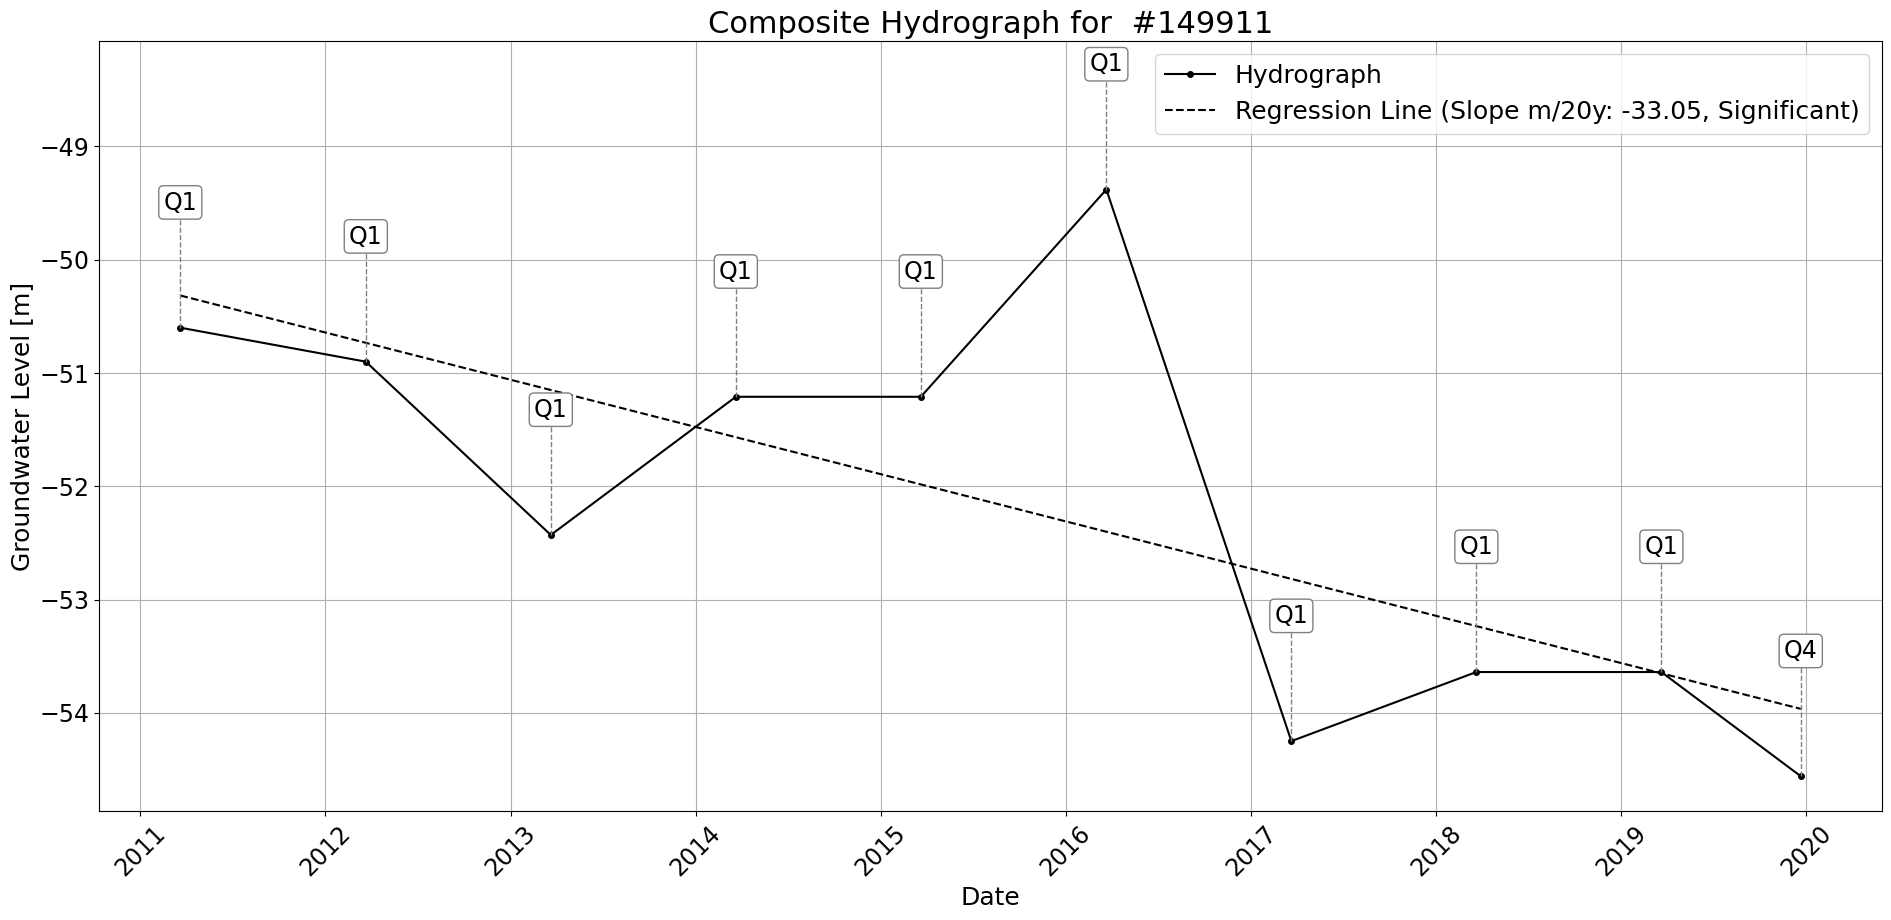 Composite Hydrograph for  #149911
Hydrograph
Regression Line (Slope m/20y: -33.05, Significant)
Groundwater Level [m]
−49
−50
−51
−52
−53
−54
Q1
Q1
Q1
Q1
Q1
Q1
Q1
Q1
Q1
Q4
2011
2012
2013
2014
2015
2016
2017
2018
2019
2020
Date